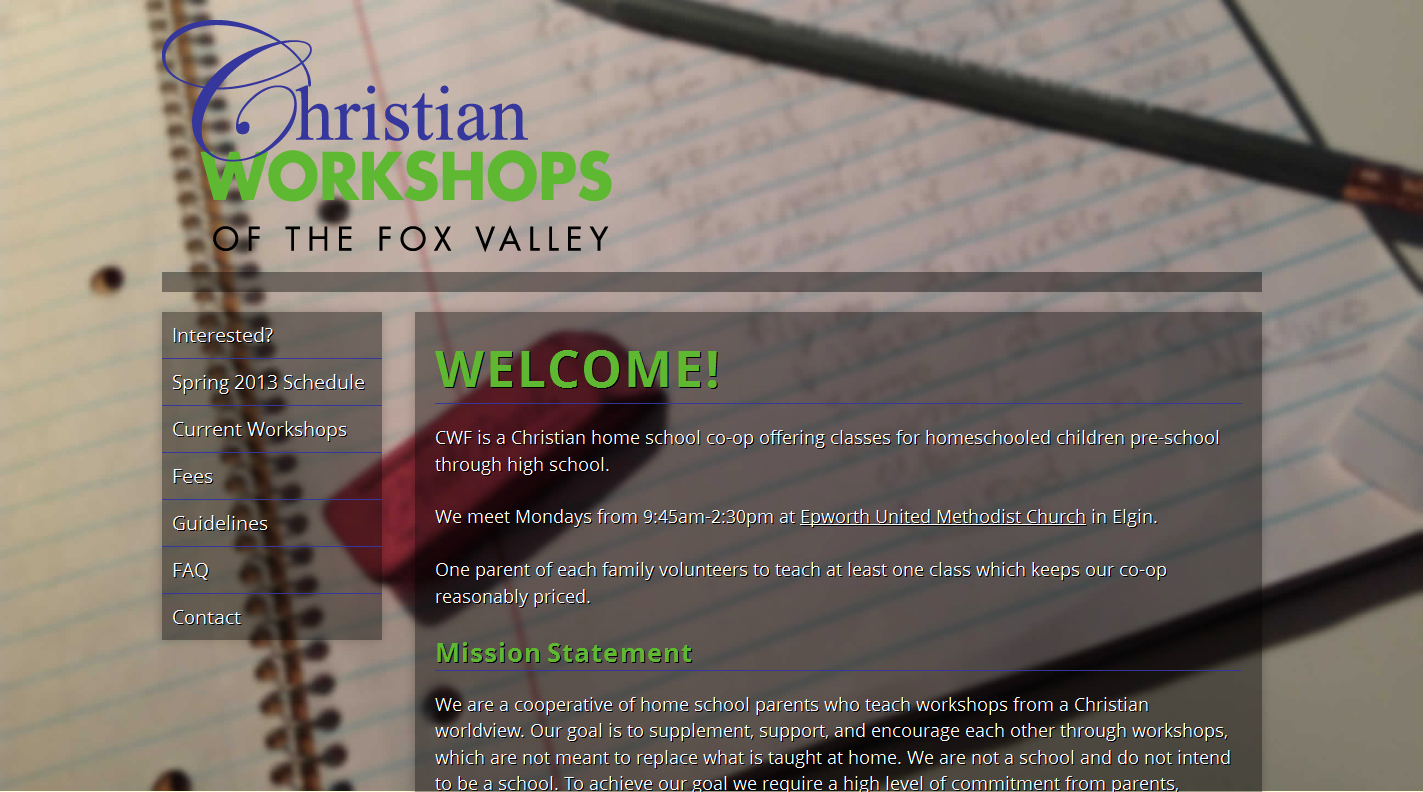 Christian
WORKSHOPS
OF THE FOX VALLEY
Interested?
Spring 2013 Schedule
Current Workshops
Fees
Guidelines
FAQ
Contact
WELCOME!
CWF is a Christian home school co-op offering classes for homeschooled children pre-school
through high school.
We meet Mondays from 9:45am-2:30pm at Epworth United Methodist Church in Elgin.
One parent of each family volunteers to teach at least one class which keeps our co-op
reasonably priced.
Mission Statement
We are a cooperative of home school parents who teach workshops from a Christian
worldview. Our goal is to supplement, support, and encourage each other through workshops,
which are not meant to replace what is taught at home. We are not a school and do not intend
to be a school. To achieve our goal we require a high level of commitment from parents,